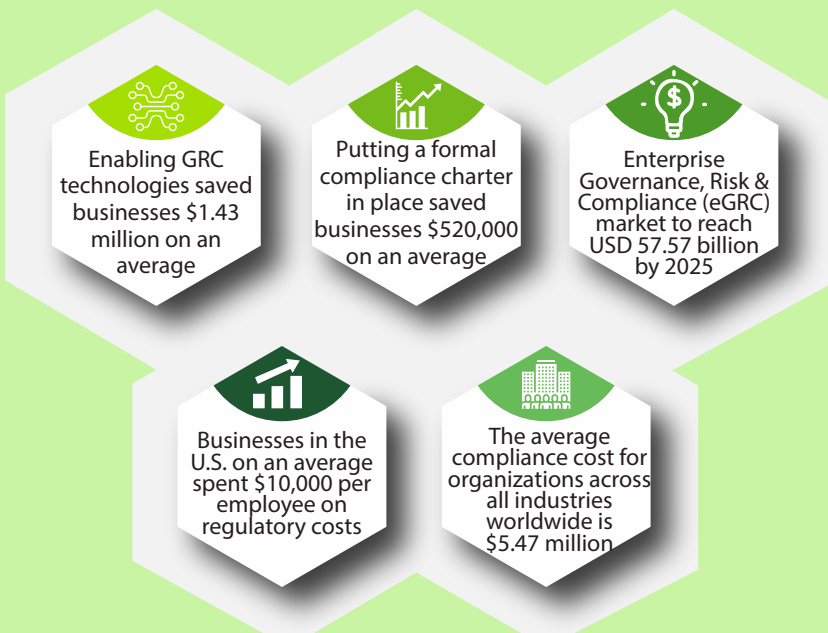 Enabling GRC
technologies saved
businesses $1.43
million on an
average
Putting a formal
compliance charter
in place saved
businesses $520,000
on an average
Enterprise
Governance, Risk &
Compliance (eGRC)
market to reach
USD 57.57 billion
by 2025
Businesses in the
U.S. on an average
spent $10,000 per
employee on
regulatory costs
The average
compliance cost for
organizations across
all industries
worldwide is
$5.47 million